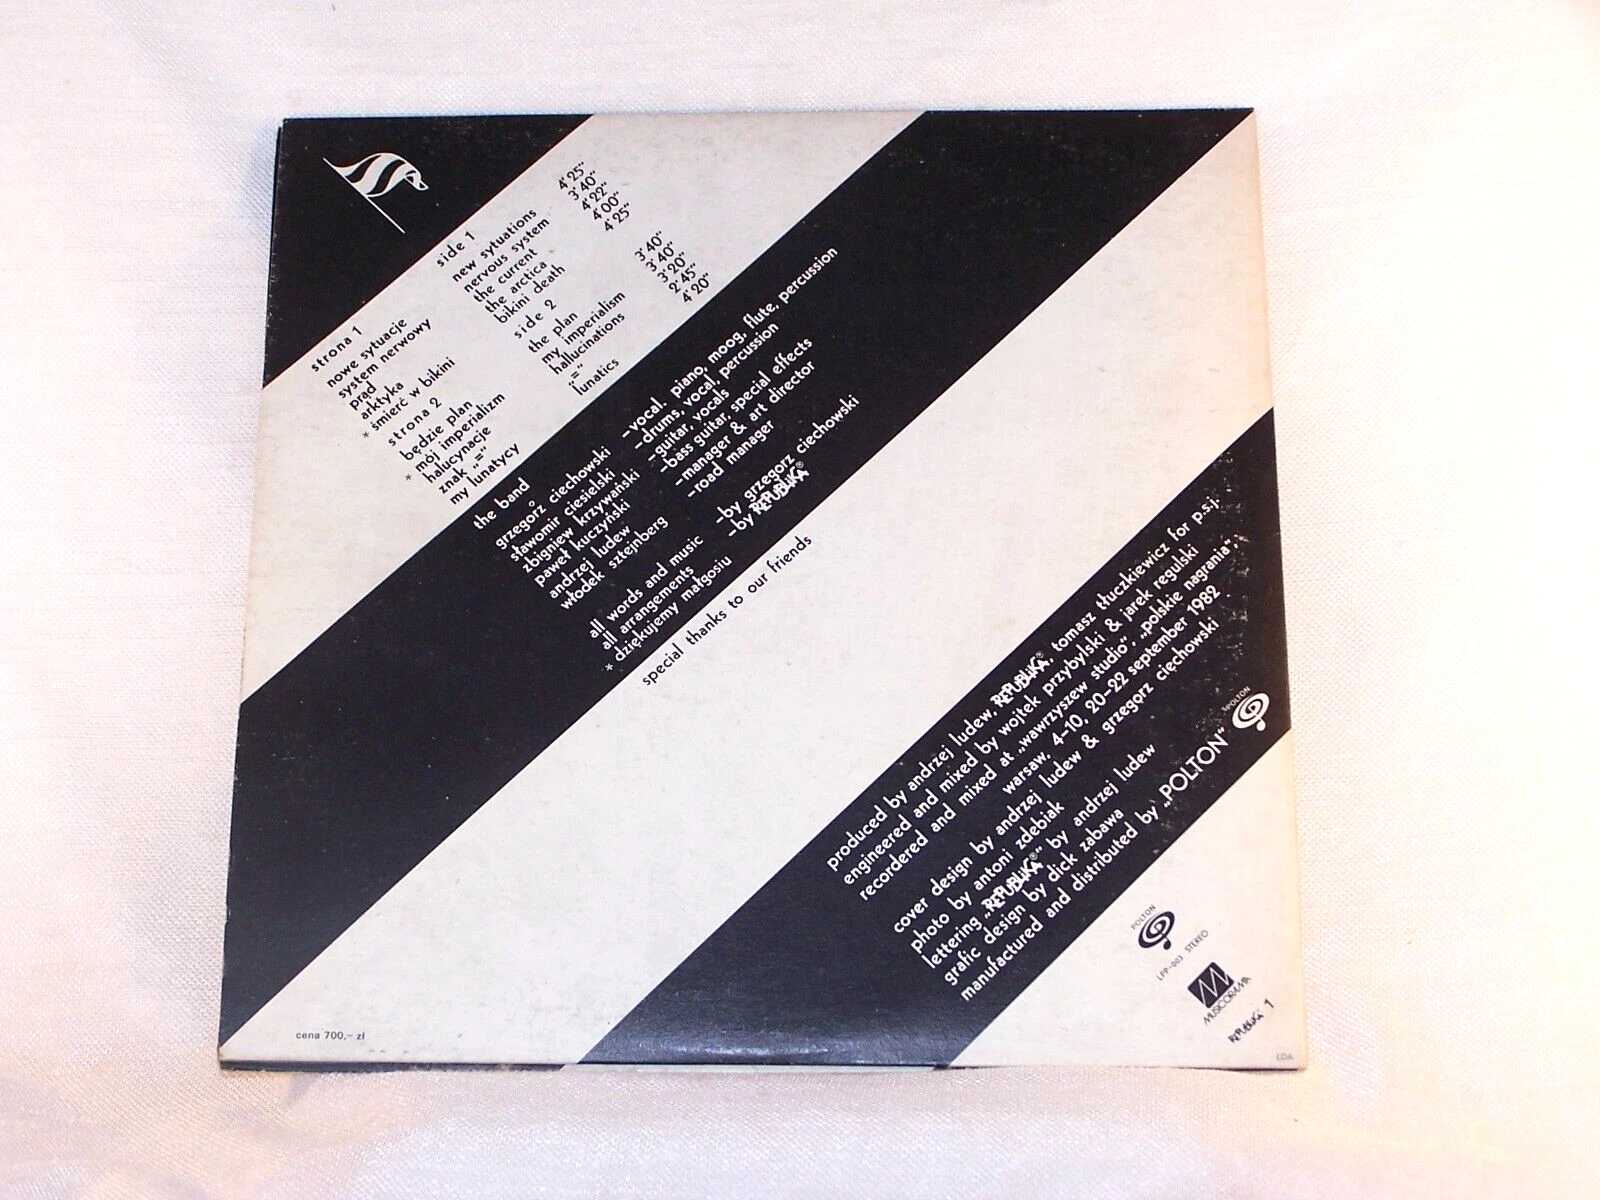 strona 1
nowe sytuacje
system nerwowy
prąd
arktyka
* śmierć w bikini
strona 2
będzie plan
* mój imperializm
* halucynacje
znak „="
my lunatycy
side 1
new sytuations 4'25"
nervous system 3'40"
the current 4'22"
the arctica 4'00"
bikini death 4'25"
side 2
the plan 3'40"
my imperialism 3'40"
hallucinations 3'20"
„=" 2'45"
lunatics 4'20"
the band
grzegorz ciechowski –vocal, piano, moog, flute, percussion
sławomir ciesielski –drums, vocal, percussion
zbigniew krzywański –guitar, vocals
paweł kuczyński –bass guitar, special effects
andrzej ludew –manager & art director
włodek sztejnberg –road manager
all words and music –by grzegorz ciechowski
all arrangements –by REPUBLIKA®
* dziękujemy małgosiu
special thanks to our friends
produced by andrzej ludew, REPUBLIKA®, tomasz tłuczkiewicz for p.s.j.
engineered and mixed by wojtek przybylski & jarek regulski
recorded and mixed at „wawrzyszew studio", „polskie nagrania",
warsaw, 4–10, 20–22 september 1982
cover design by andrzej ludew & grzegorz ciechowski
photo by antoni zdebiak
lettering „REPUBLIKA®" by andrzej ludew
grafic design by dick zabawa
manufactured and distributed by „POLTON"
POLTON
POLTON
LPP-001 STEREO
MUSICORAMA
REPUBLIKA 1
cena 700,– zł
LDA